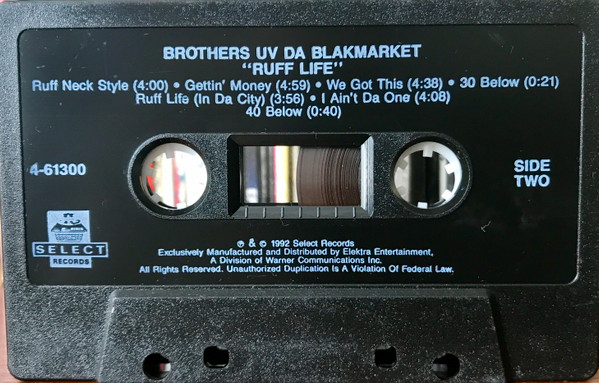 BROTHERS UV DA BLAKMARKET
"RUFF LIFE"
Ruff Neck Style (4:00) • Gettin' Money (4:59) • We Got This (4:38) • 30 Below (0:21)
Ruff Life (In Da City) (3:56) • I Ain't Da One (4:08)
40 Below (0:40)
4-61300
SIDE
TWO
SELECT
RECORDS
℗ & © 1992 Select Records
Exclusively Manufactured and Distributed by Elektra Entertainment,
A Division of Warner Communications Inc.
All Rights Reserved. Unauthorized Duplication Is A Violation Of Federal Law.